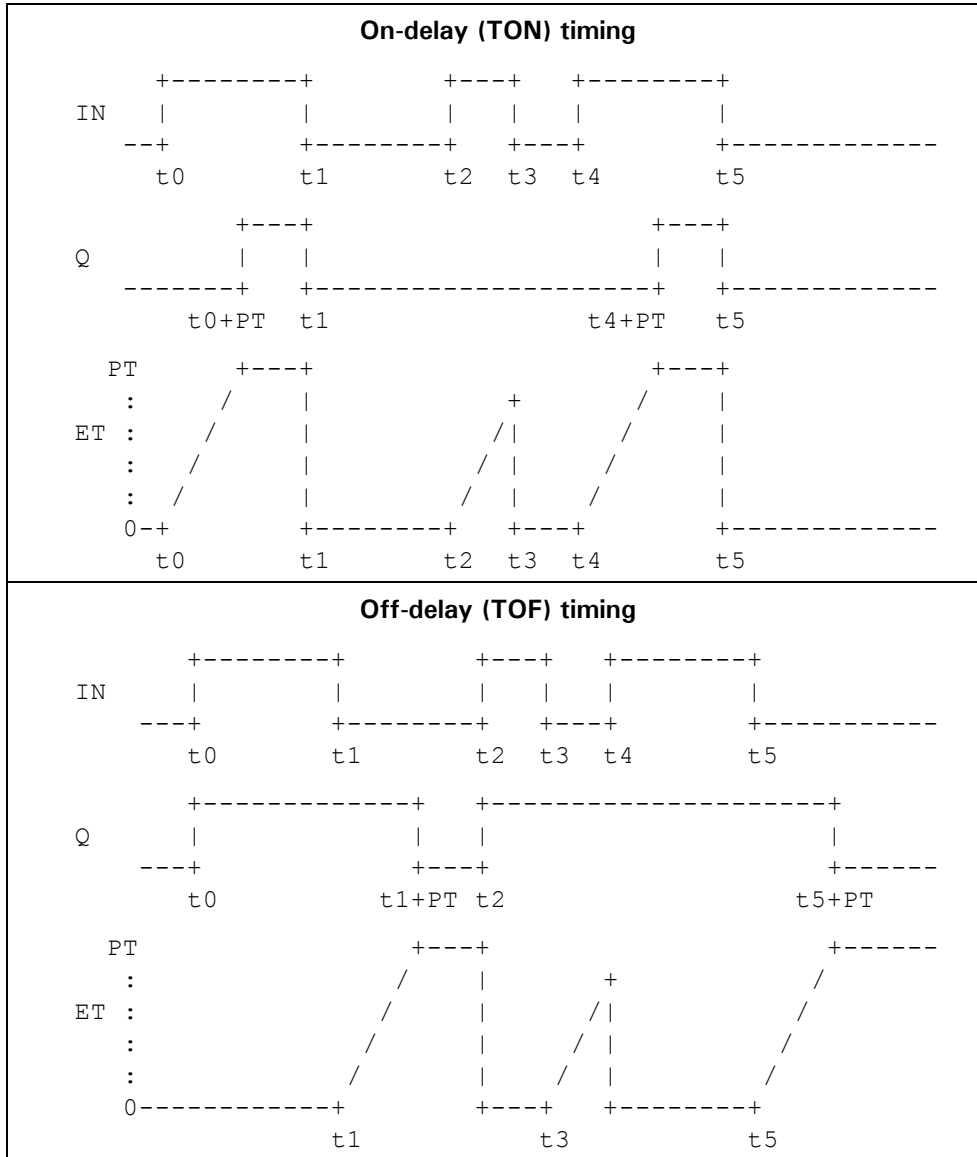 On-delay (TON) timing
+--------+ +---+ +--------+
IN | | | | | |
--+ +--------+ +---+ +-------------
t0 t1 t2 t3 t4 t5
+---+ +---+
Q | | | |
-------+ +---------------------+ +-------------
t0+PT t1 t4+PT t5
PT +---+ +---+
: / | + / |
ET : / | /| / |
: / | / | / |
: / | / | / |
0-+ +--------+ +---+ +-------------
t0 t1 t2 t3 t4 t5
Off-delay (TOF) timing
+--------+ +---+ +--------+
IN | | | | | |
---+ +--------+ +---+ +-----------
t0 t1 t2 t3 t4 t5
+-------------+ +---------------------+
Q | | | |
---+ +---+ +------
t0 t1+PT t2 t5+PT
PT +---+ +------
: / | + /
ET : / | /| /
: / | / | /
: / | / | /
0------------+ +---+ +--------+
t1 t3 t5